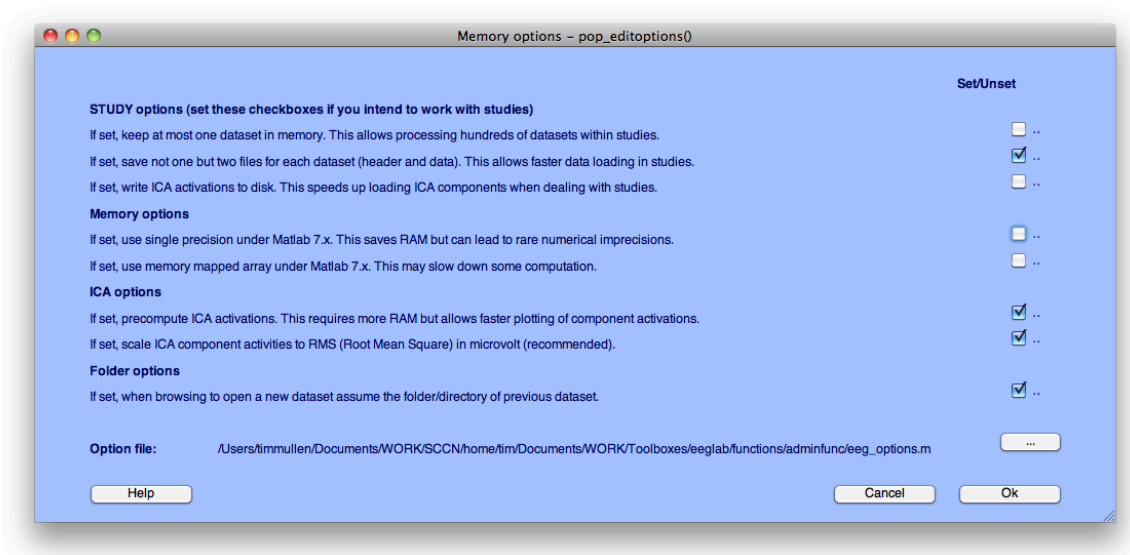 Memory options – pop_editoptions()
Set/Unset
STUDY options (set these checkboxes if you intend to work with studies)
If set, keep at most one dataset in memory. This allows processing hundreds of datasets within studies.
..
If set, save not one but two files for each dataset (header and data). This allows faster data loading in studies.
..
If set, write ICA activations to disk. This speeds up loading ICA components when dealing with studies.
..
Memory options
If set, use single precision under Matlab 7.x. This saves RAM but can lead to rare numerical imprecisions.
..
If set, use memory mapped array under Matlab 7.x. This may slow down some computation.
..
ICA options
If set, precompute ICA activations. This requires more RAM but allows faster plotting of component activations.
..
If set, scale ICA component activities to RMS (Root Mean Square) in microvolt (recommended).
..
Folder options
If set, when browsing to open a new dataset assume the folder/directory of previous dataset.
..
Option file: /Users/timmullen/Documents/WORK/SCCN/home/tim/Documents/WORK/Toolboxes/eeglab/functions/adminfunc/eeg_options.m ...
Help Cancel Ok